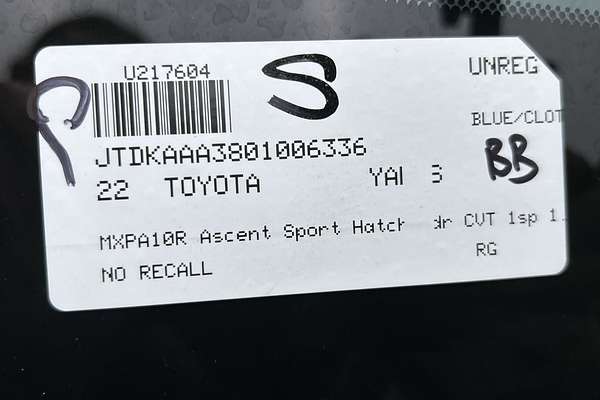 U217604 S UNREG
BLUE/CLOT
JTDKAAA3801006336 BB
22 TOYOTA YAI S
MXPA10R Ascent Sport Hatch dr CVT 1sp 1.
RG
NO RECALL